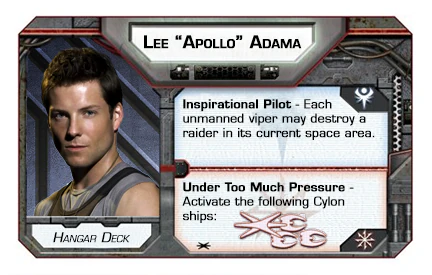 LEE "APOLLO" ADAMA
Inspirational Pilot - Each
unmanned viper may destroy a
raider in its current space area.
Under Too Much Pressure -
Activate the following Cylon
ships:
HANGAR DECK